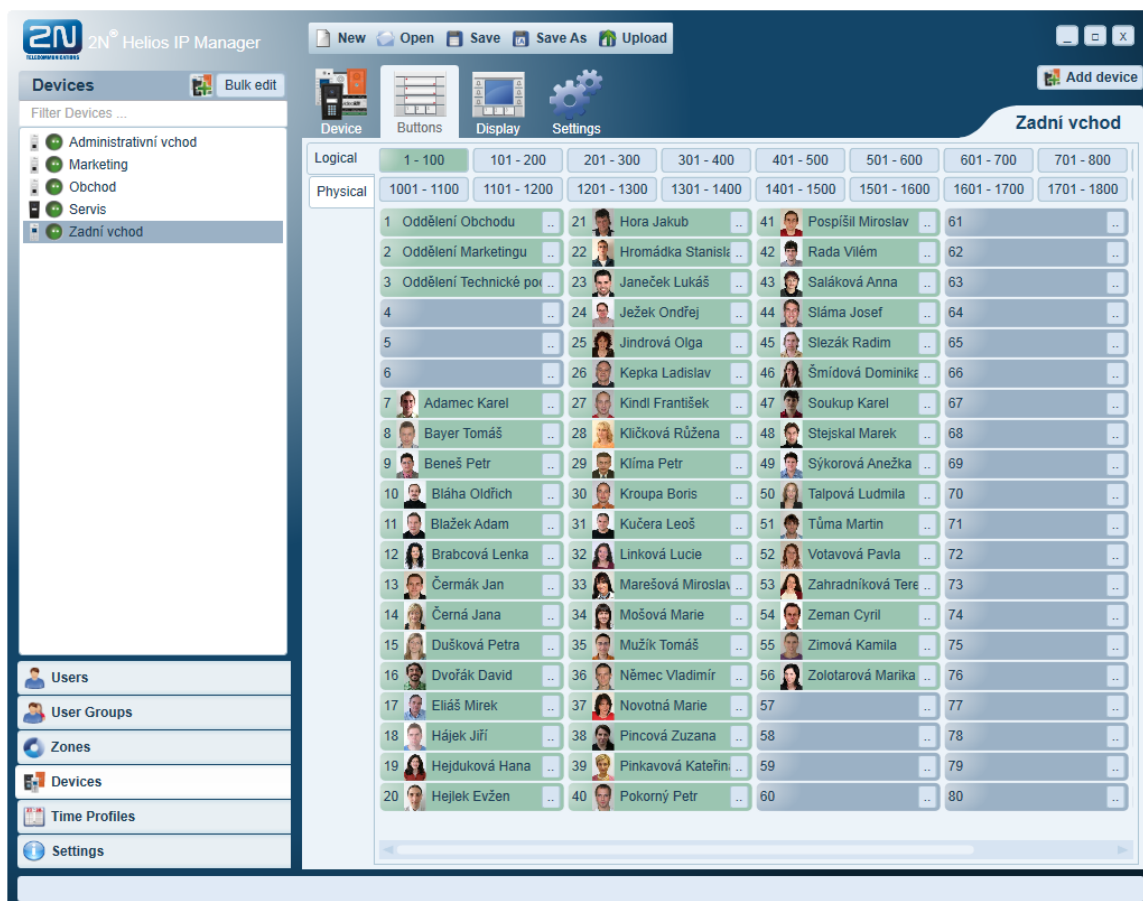 2N
TELECOMMUNICATIONS
2N® Helios IP Manager
New Open Save Save As Upload
Devices Bulk edit
Filter Devices ...
Administrativní vchod
Marketing
Obchod
Servis
Zadní vchod
Users
User Groups
Zones
Devices
Time Profiles
Settings
Add device
Device Buttons Display Settings
Zadní vchod
Logical
Physical
1 - 100 101 - 200 201 - 300 301 - 400 401 - 500 501 - 600 601 - 700 701 - 800
1001 - 1100 1101 - 1200 1201 - 1300 1301 - 1400 1401 - 1500 1501 - 1600 1601 - 1700 1701 - 1800
1 Oddělení Obchodu ..
2 Oddělení Marketingu ..
3 Oddělení Technické po ..
4 ..
5 ..
6 ..
7 Adamec Karel ..
8 Bayer Tomáš ..
9 Beneš Petr ..
10 Bláha Oldřich ..
11 Blažek Adam ..
12 Brabcová Lenka ..
13 Čermák Jan ..
14 Černá Jana ..
15 Dušková Petra ..
16 Dvořák David ..
17 Eliáš Mirek ..
18 Hájek Jiří ..
19 Hejduková Hana ..
20 Hejlek Evžen ..
21 Hora Jakub ..
22 Hromádka Stanisla ..
23 Janeček Lukáš ..
24 Ježek Ondřej ..
25 Jindrová Olga ..
26 Kepka Ladislav ..
27 Kindl František ..
28 Kličková Růžena ..
29 Klíma Petr ..
30 Kroupa Boris ..
31 Kučera Leoš ..
32 Linková Lucie ..
33 Marešová Miroslav ..
34 Mošová Marie ..
35 Mužík Tomáš ..
36 Němec Vladimír ..
37 Novotná Marie ..
38 Pincová Zuzana ..
39 Pinkavová Kateřin ..
40 Pokorný Petr ..
41 Pospíšil Miroslav ..
42 Rada Vilém ..
43 Saláková Anna ..
44 Sláma Josef ..
45 Slezák Radim ..
46 Šmídová Dominika ..
47 Soukup Karel ..
48 Stejskal Marek ..
49 Sýkorová Anežka ..
50 Talpová Ludmila ..
51 Tůma Martin ..
52 Votavová Pavla ..
53 Zahradníková Tere ..
54 Zeman Cyril ..
55 Zimová Kamila ..
56 Zolotarová Marika ..
57 ..
58 ..
59 ..
60 ..
61 ..
62 ..
63 ..
64 ..
65 ..
66 ..
67 ..
68 ..
69 ..
70 ..
71 ..
72 ..
73 ..
74 ..
75 ..
76 ..
77 ..
78 ..
79 ..
80 ..